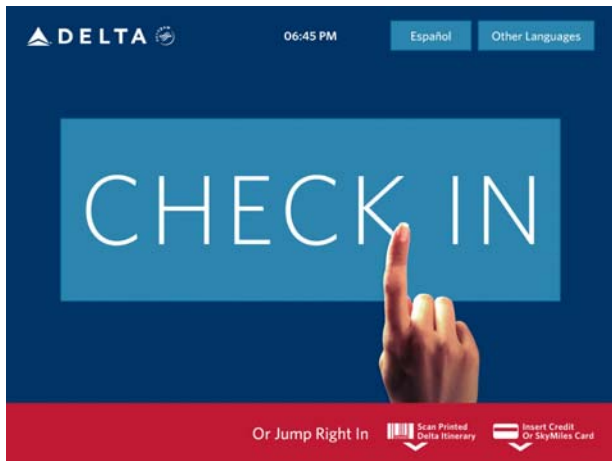 DELTA
06:45 PM
Español
Other Languages
CHECK IN
Or Jump Right In
Scan Printed
Delta Itinerary
Insert Credit
Or SkyMiles Card